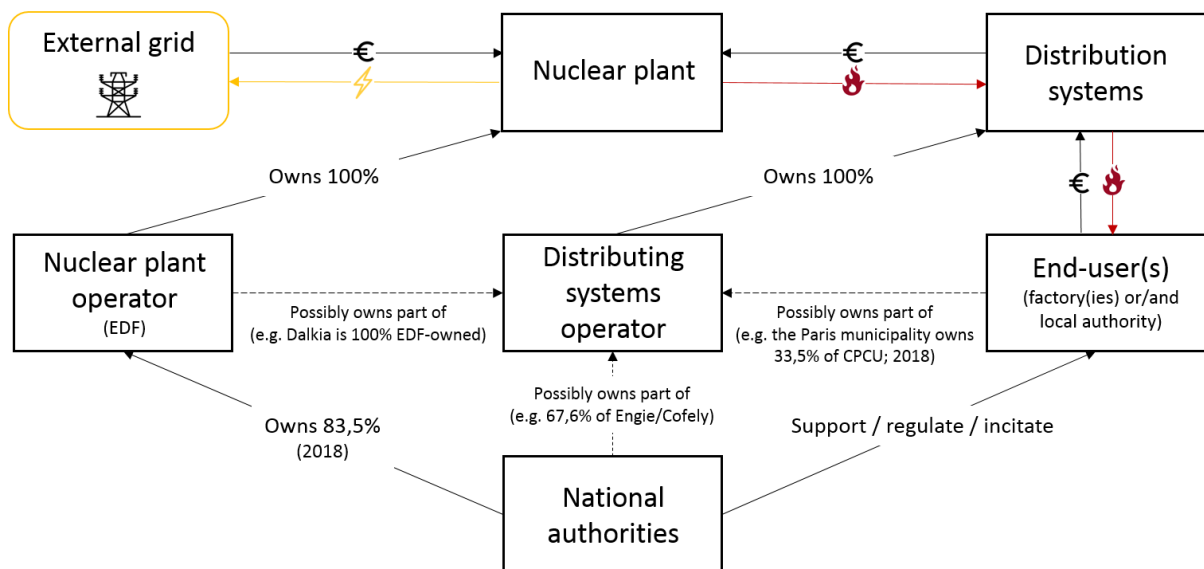 External grid
€
Nuclear plant
€
Distribution
systems
Owns 100%
Owns 100%
€
Nuclear plant
operator
(EDF)
Possibly owns part of
(e.g. Dalkia is 100% EDF-owned)
Distributing
systems
operator
Possibly owns part of
(e.g. the Paris municipality owns
33,5% of CPCU; 2018)
End-user(s)
(factory(ies) or/and
local authority)
Owns 83,5%
(2018)
Possibly owns part of
(e.g. 67,6% of Engie/Cofely)
Support / regulate / incitate
National
authorities